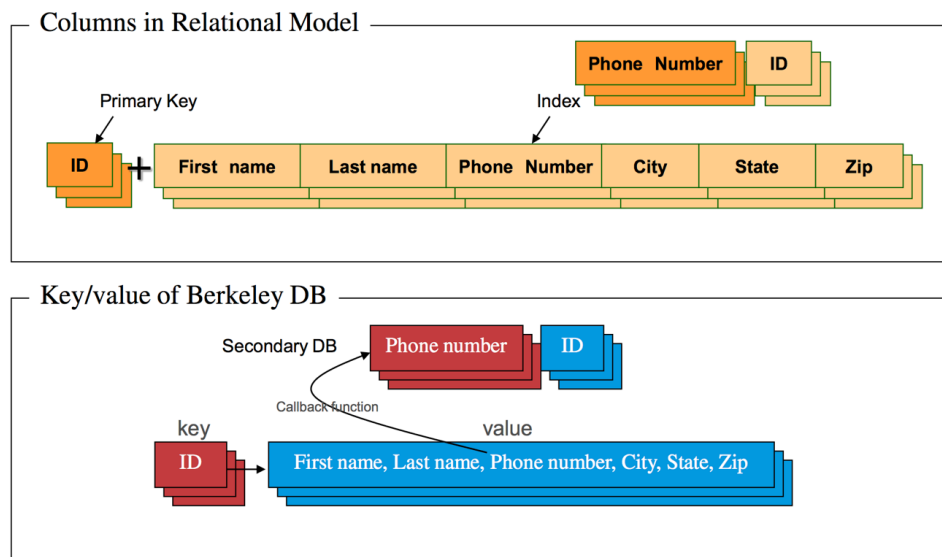 Columns in Relational Model
Phone Number
ID
Primary Key
Index
ID
+
First name
Last name
Phone Number
City
State
Zip
Key/value of Berkeley DB
Secondary DB
Phone number
ID
Callback function
key
value
ID
First name, Last name, Phone number, City, State, Zip